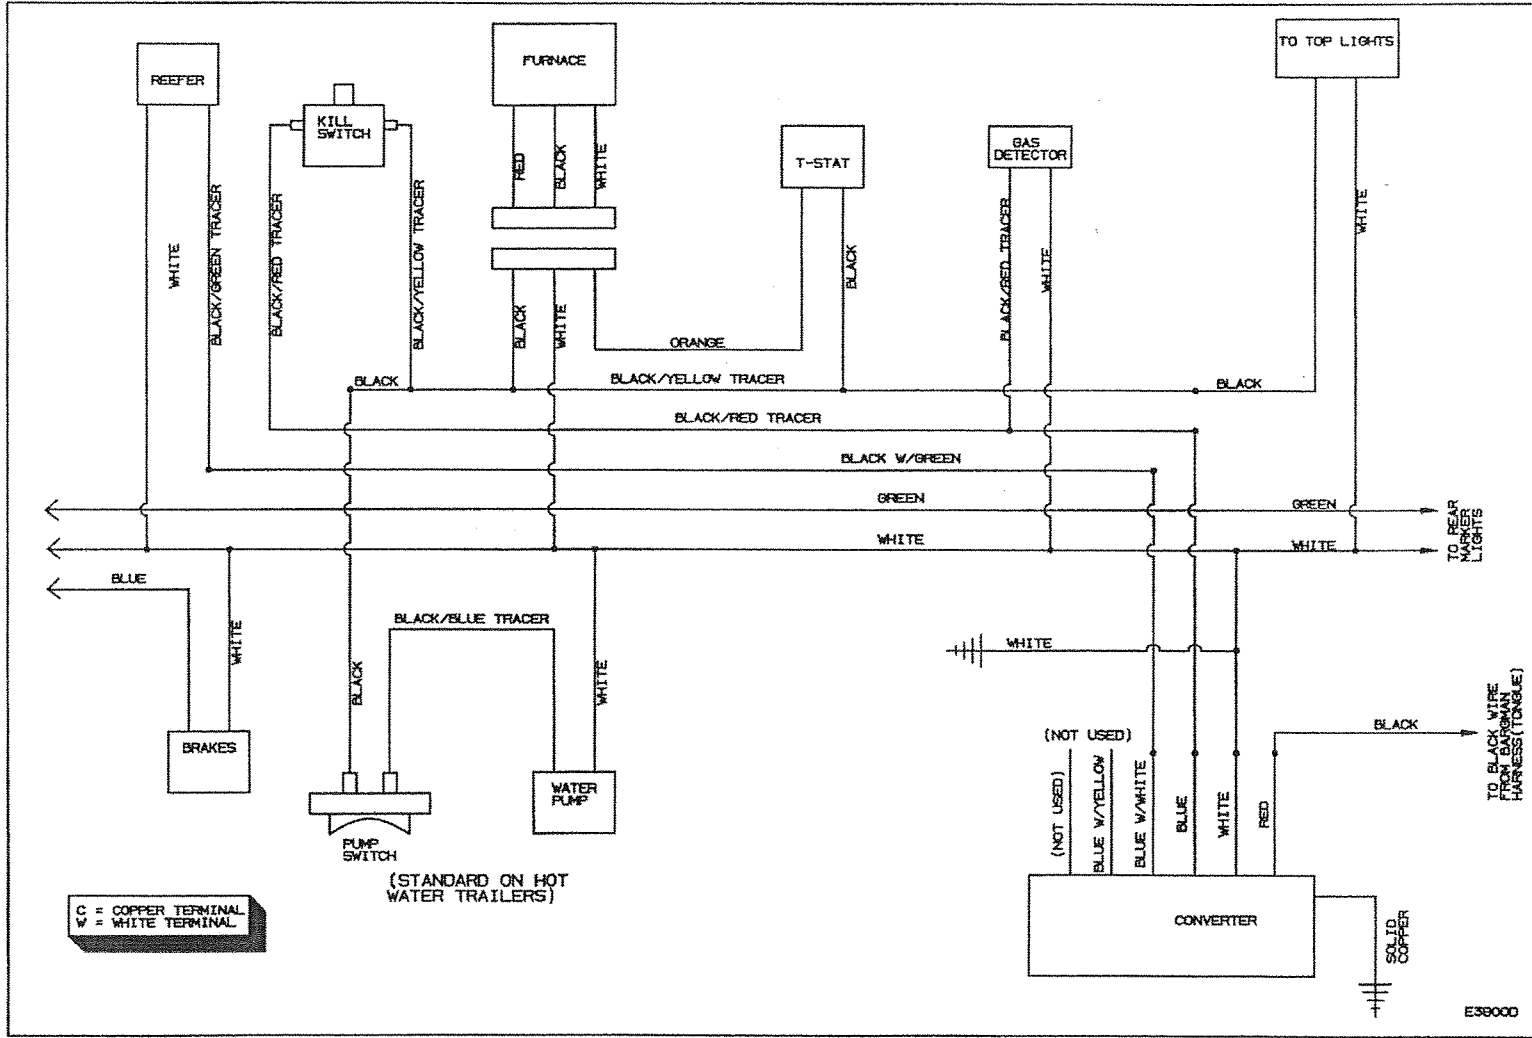 REEFER
KILL
SWITCH
FURNACE
T-STAT
GAS
DETECTOR
TO TOP LIGHTS
RED
BLACK
WHITE
WHITE
BLACK/GREEN TRACER
BLACK/RED TRACER
BLACK/YELLOW TRACER
BLACK
WHITE
ORANGE
BLACK
BLACK/RED TRACER
WHITE
WHITE
BLACK
BLACK/YELLOW TRACER
BLACK
BLACK/RED TRACER
BLACK W/GREEN
GREEN
GREEN
WHITE
WHITE
TO REAR
MARKER
LIGHTS
BLUE
WHITE
BLACK/BLUE TRACER
BLACK
WHITE
WHITE
BRAKES
PUMP
SWITCH
WATER
PUMP
(STANDARD ON HOT
WATER TRAILERS)
(NOT USED)
(NOT USED)
BLUE W/YELLOW
BLUE W/WHITE
BLUE
WHITE
RED
BLACK
TO BLACK WIRE
FROM BARGMAN
HARNESS(TONGUE)
CONVERTER
SOLID
COPPER
C = COPPER TERMINAL
W = WHITE TERMINAL
E3800D